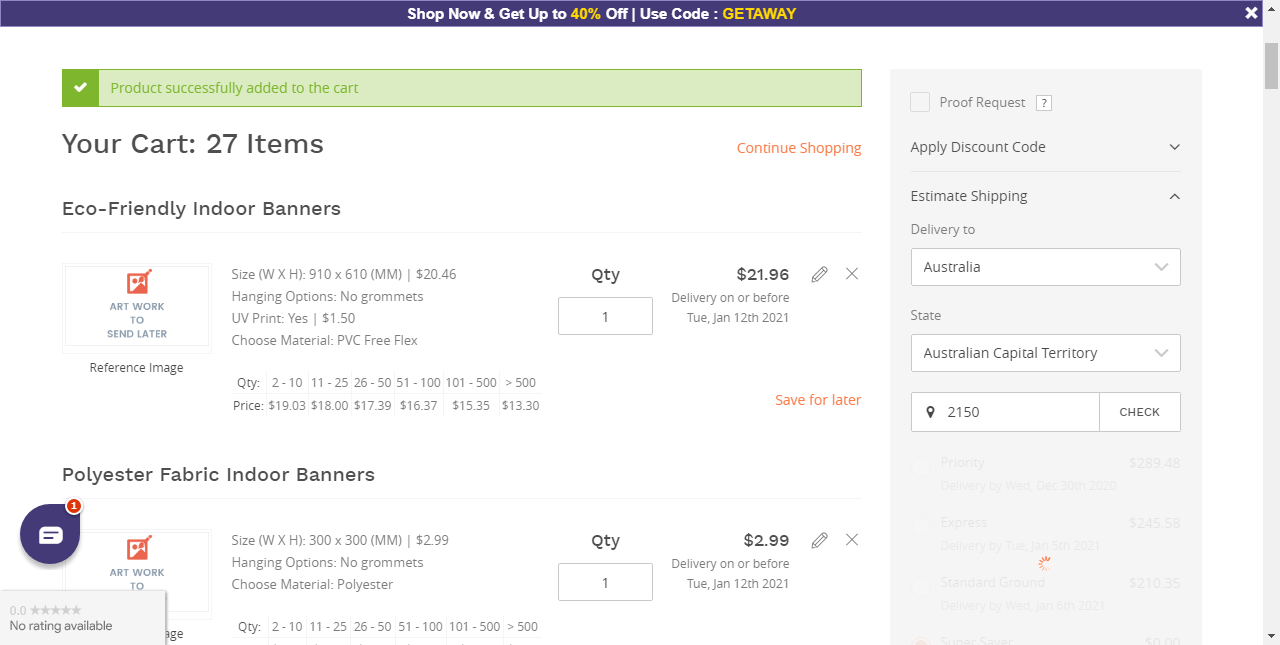 Shop Now & Get Up to 40% Off | Use Code : GETAWAY
Product successfully added to the cart
Your Cart: 27 Items
Continue Shopping
Eco-Friendly Indoor Banners
ART WORK
TO
SEND LATER
Reference Image
Size (W X H): 910 x 610 (MM) | $20.46
Hanging Options: No grommets
UV Print: Yes | $1.50
Choose Material: PVC Free Flex
Qty
1
$21.96
Delivery on or before
Tue, Jan 12th 2021
Qty: 2 - 10 11 - 25 26 - 50 51 - 100 101 - 500 > 500
Price: $19.03 $18.00 $17.39 $16.37 $15.35 $13.30
Save for later
Polyester Fabric Indoor Banners
ART WORK
TO
Size (W X H): 300 x 300 (MM) | $2.99
Hanging Options: No grommets
Choose Material: Polyester
Qty
1
$2.99
Delivery on or before
Tue, Jan 12th 2021
Qty: 2 - 10 11 - 25 26 - 50 51 - 100 101 - 500 > 500
1
0.0 ★★★★★
No rating available
Proof Request ?
Apply Discount Code
Estimate Shipping
Delivery to
Australia
State
Australian Capital Territory
2150 CHECK
Priority $289.48
Delivery by Wed, Dec 30th 2020
Express $245.58
Delivery by Tue, Jan 5th 2021
Standard Ground $210.35
Delivery by Wed, Jan 6th 2021
Super Saver $0.00